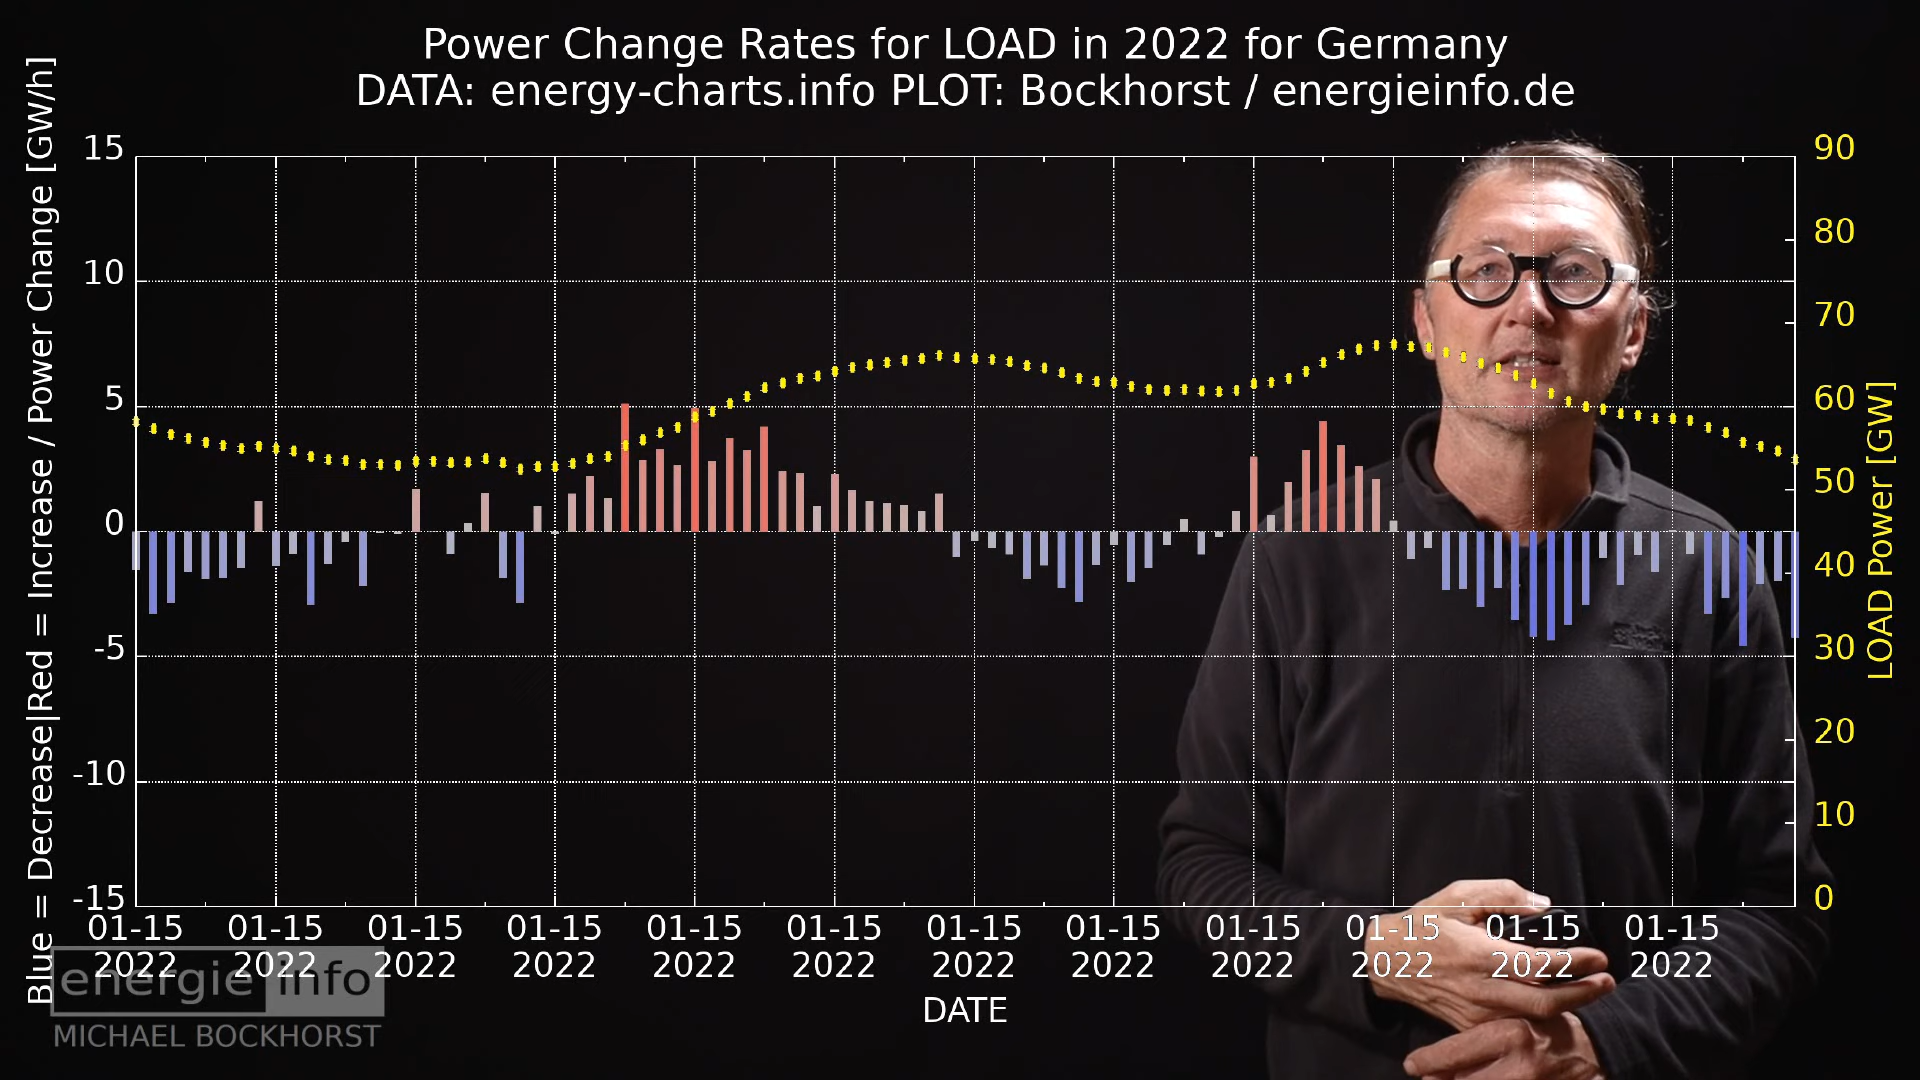 Power Change Rates for LOAD in 2022 for Germany
DATA: energy-charts.info PLOT: Bockhorst / energieinfo.de
Blue = Decrease|Red = Increase / Power Change [GW/h]
15
10
5
0
-5
-10
-15
90
80
70
60
50
40
30
20
10
0
LOAD Power [GW]
01-15 01-15 01-15 01-15 01-15 01-15 01-15 01-15 01-15 01-15 01-15 01-15
2022 2022 2022 2022 2022 2022 2022 2022 2022 2022 2022 2022
DATE
energie info
MICHAEL BOCKHORST